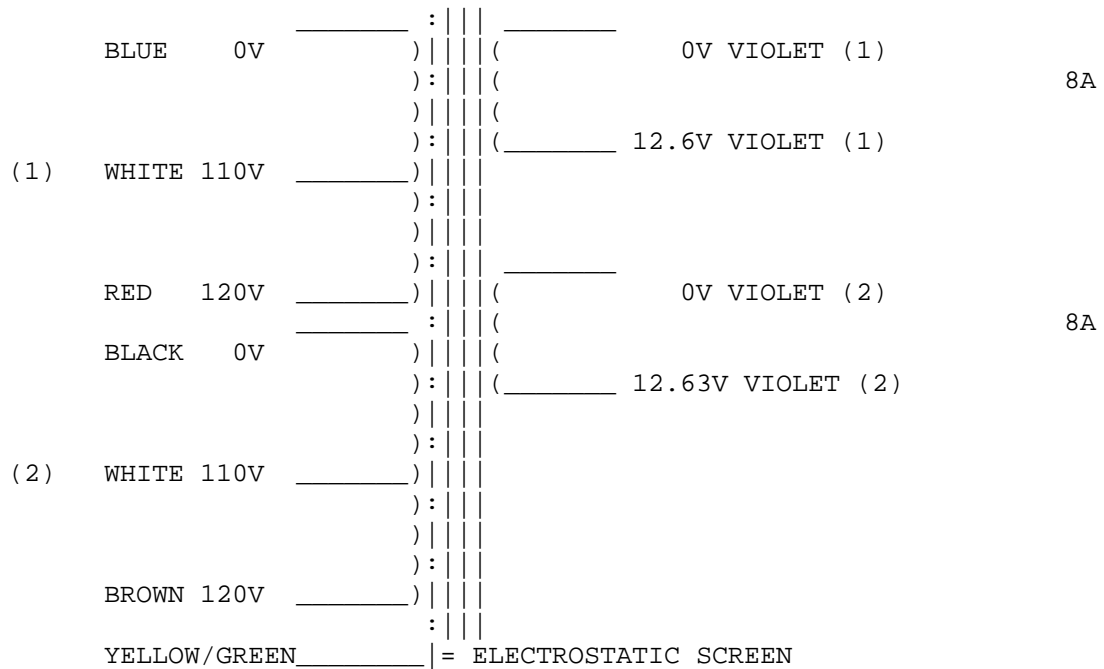 BLUE 0V 0V VIOLET (1)
8A
12.6V VIOLET (1)
(1) WHITE 110V
RED 120V 0V VIOLET (2)
8A
BLACK 0V
12.63V VIOLET (2)
(2) WHITE 110V
BROWN 120V
YELLOW/GREEN = ELECTROSTATIC SCREEN